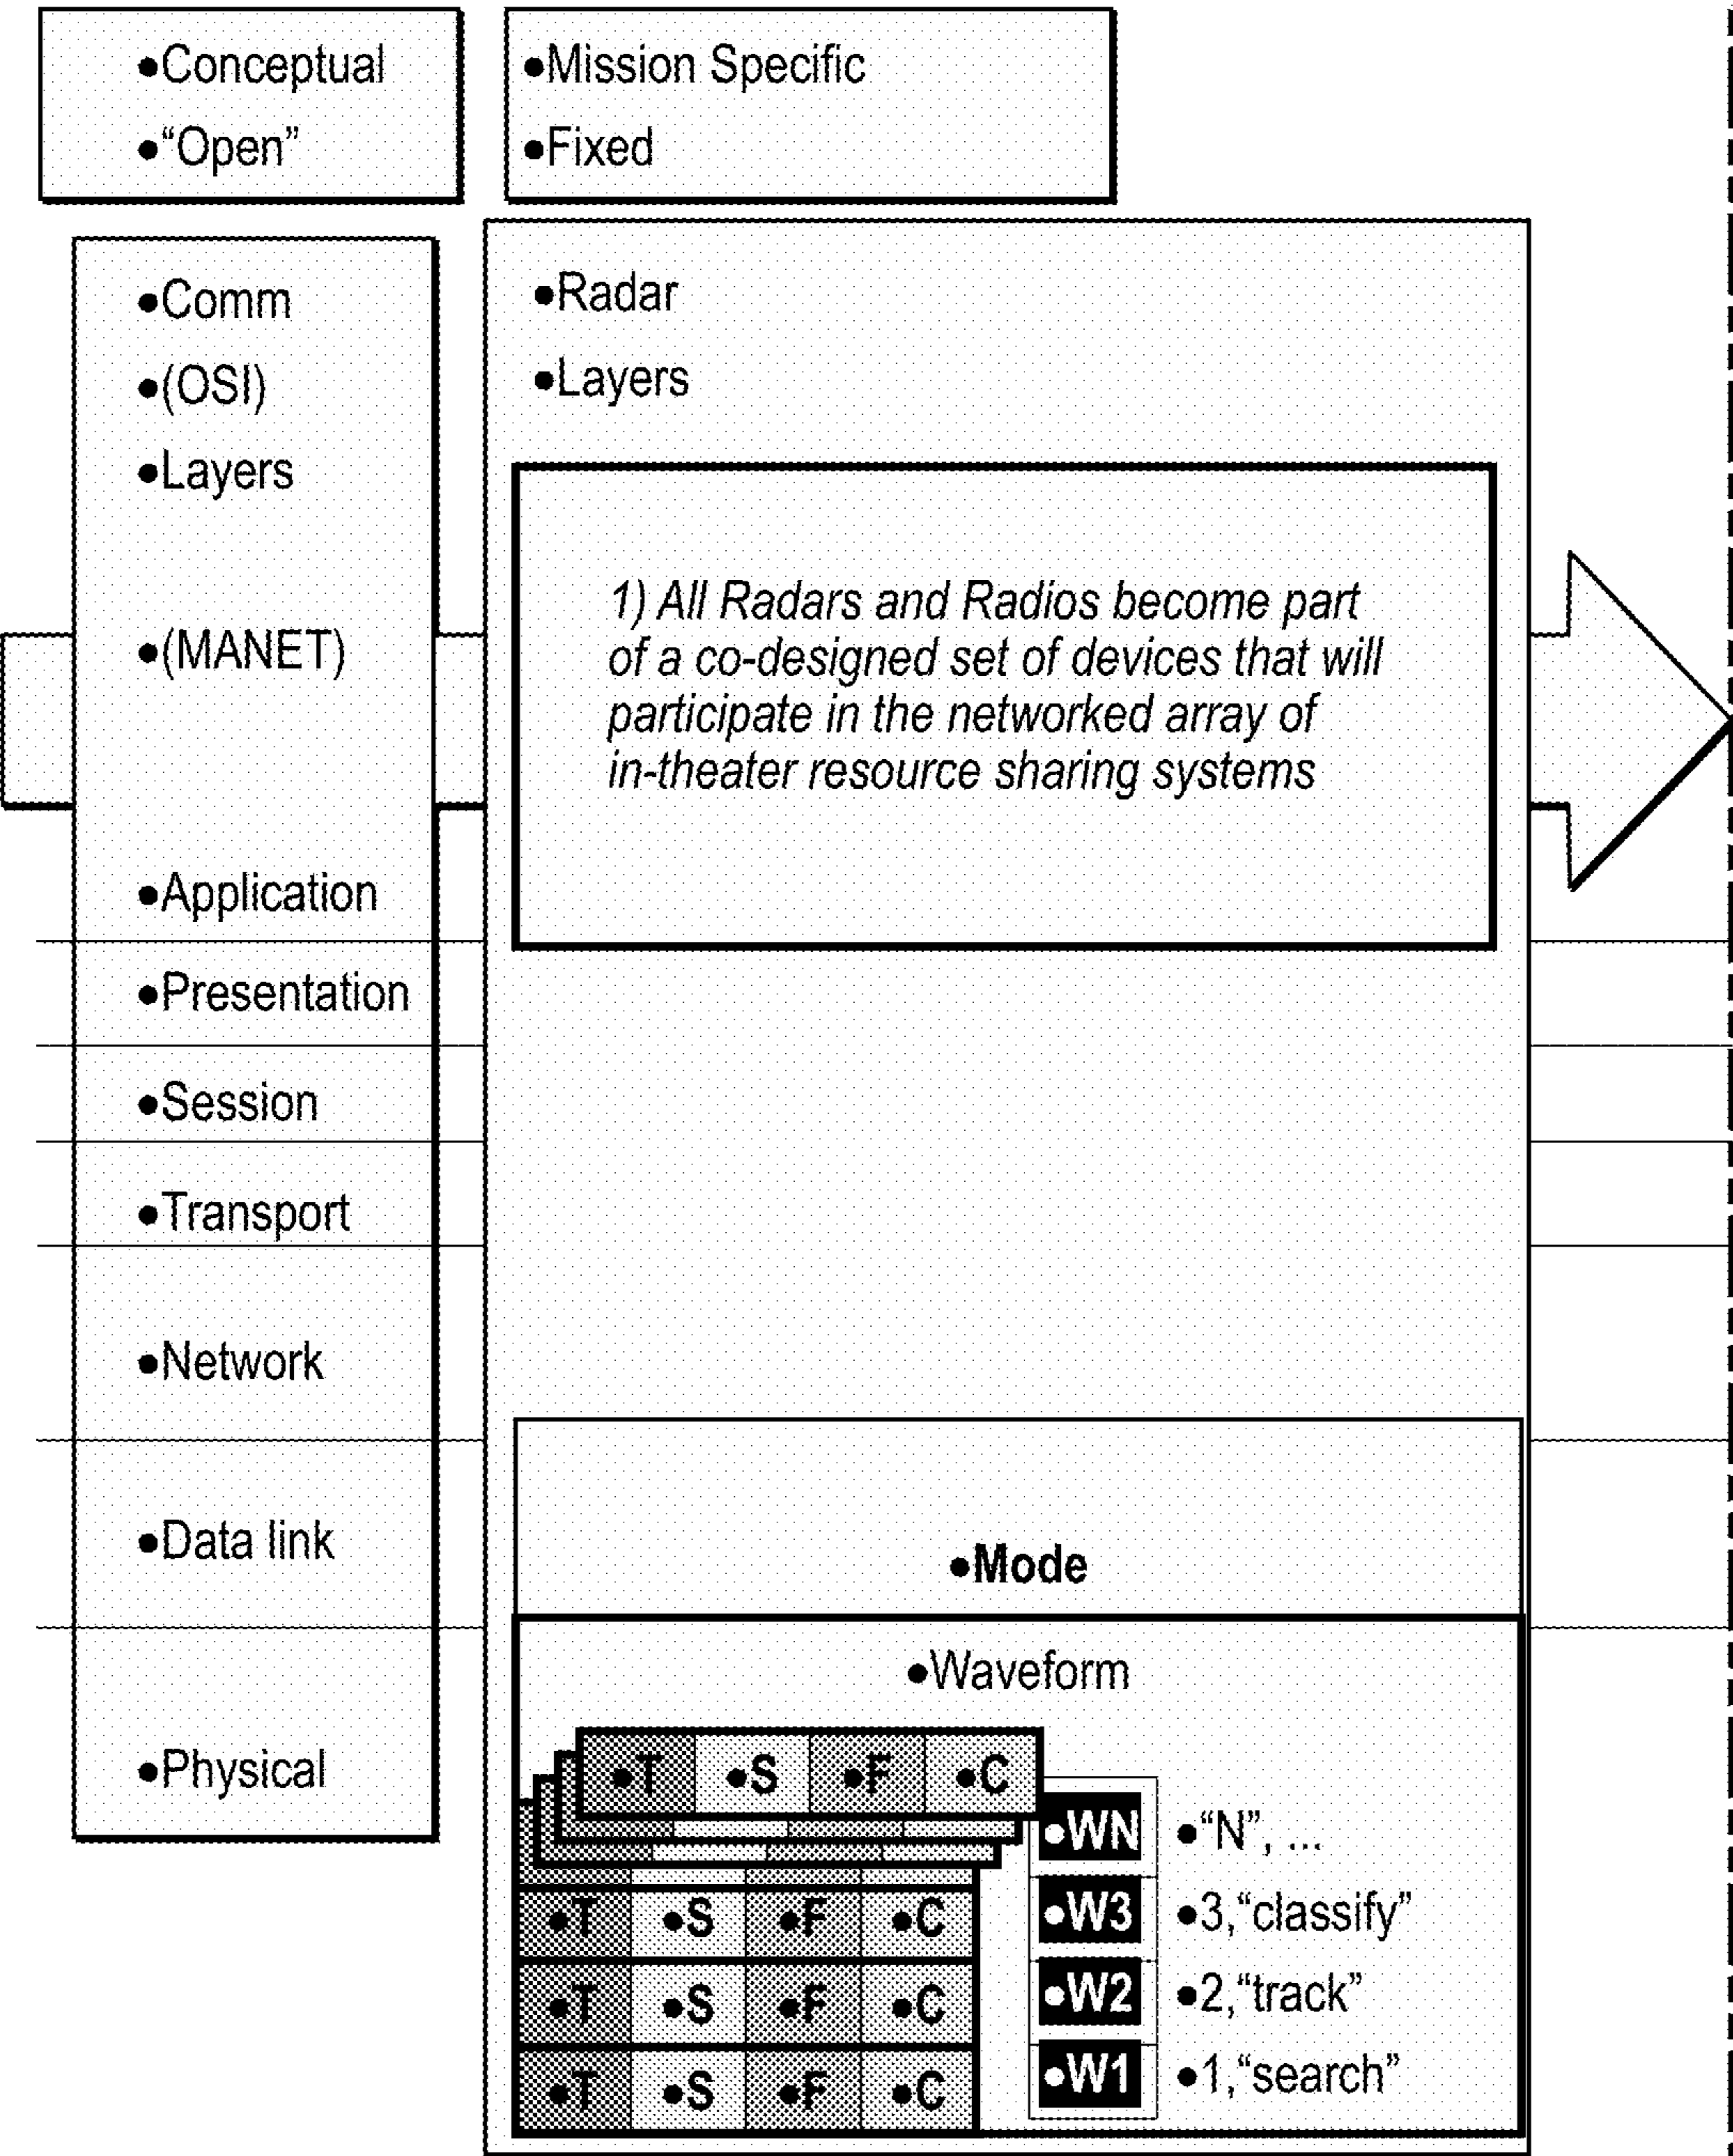 •Conceptual
•“Open”
•Mission Specific
•Fixed
•Comm
•(OSI)
•Layers
•(MANET)
•Application
•Presentation
•Session
•Transport
•Network
•Data link
•Physical
•Radar
•Layers
1) All Radars and Radios become part
of a co-designed set of devices that will
participate in the networked array of
in-theater resource sharing systems
•Mode
•Waveform
•T •S •F •C
•WN •“N”, ...
•T •S •F •C •W3 •3,“classify”
•T •S •F •C •W2 •2,“track”
•T •S •F •C •W1 •1,“search”